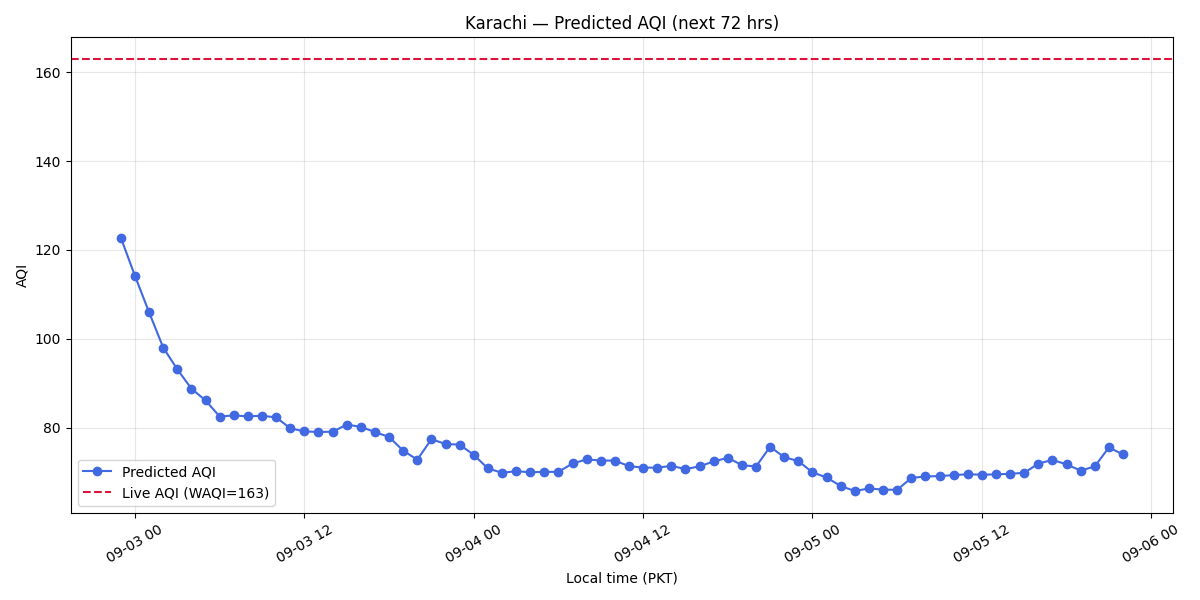 Karachi — Predicted AQI (next 72 hrs)
160
140
120
100
80
AQI
Predicted AQI
Live AQI (WAQI=163)
09-03 00
09-03 12
09-04 00
09-04 12
09-05 00
09-05 12
09-06 00
Local time (PKT)